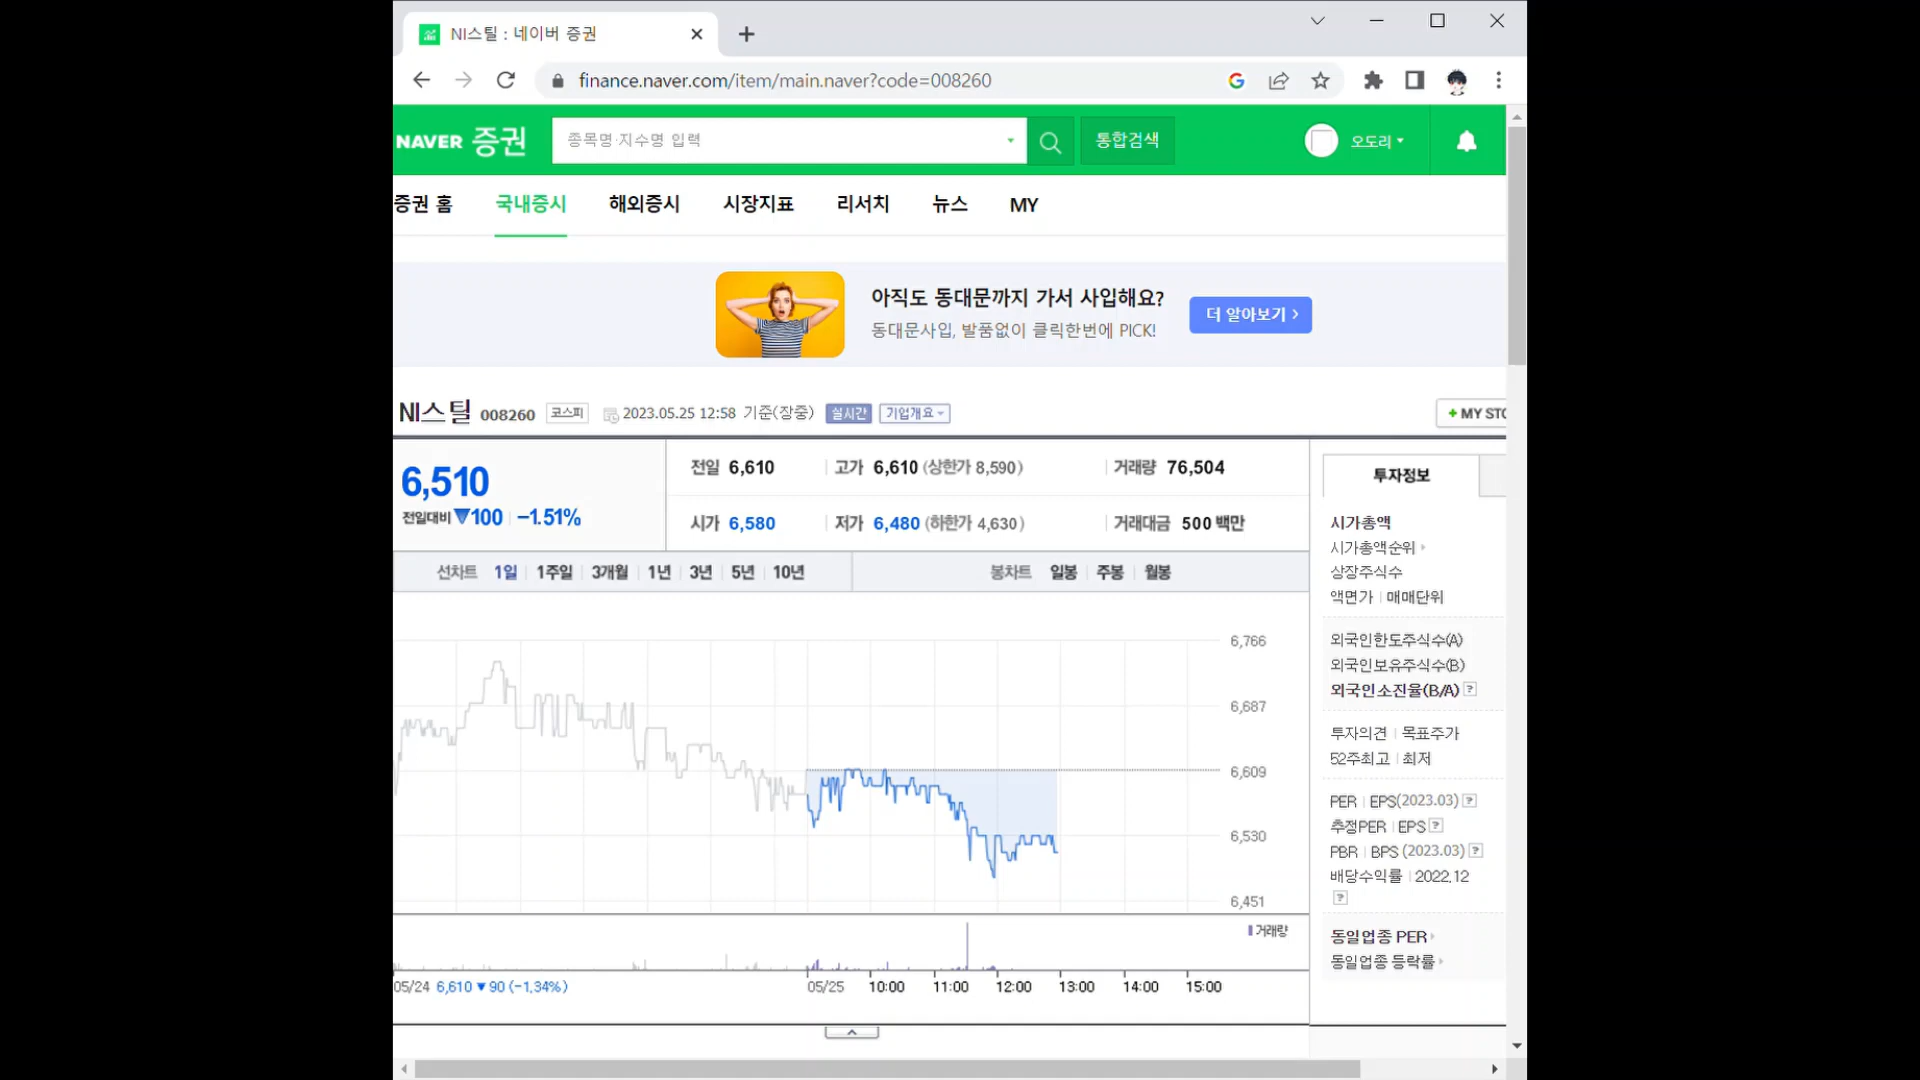 NI스틸 : 네이버 증권
finance.naver.com/item/main.naver?code=008260
NAVER 증권
종목명·지수명 입력
통합검색
오도리
증권 홈 국내증시 해외증시 시장지표 리서치 뉴스 MY
아직도 동대문까지 가서 사입해요?
동대문사입, 발품없이 클릭한번에 PICK!
더 알아보기 >
NI스틸 008260 코스피 2023.05.25 12:58 기준(장중) 실시간 기업개요
+ MY STO
6,510
전일대비 ▼100 -1.51%
전일 6,610 고가 6,610 (상한가 8,590) 거래량 76,504
시가 6,580 저가 6,480 (하한가 4,630) 거래대금 500 백만
선차트 1일 1주일 3개월 1년 3년 5년 10년 봉차트 일봉 주봉 월봉
6,766
6,687
6,609
6,530
6,451
거래량
05/24 6,610 ▼ 90 (-1.34%) 05/25 10:00 11:00 12:00 13:00 14:00 15:00
투자정보
시가총액
시가총액순위
상장주식수
액면가 | 매매단위
외국인한도주식수(A)
외국인보유주식수(B)
외국인소진율(B/A) ?
투자의견 | 목표주가
52주최고 | 최저
PER | EPS(2023.03) ?
추정PER | EPS ?
PBR | BPS (2023.03) ?
배당수익률 | 2022.12
?
동일업종 PER
동일업종 등락률